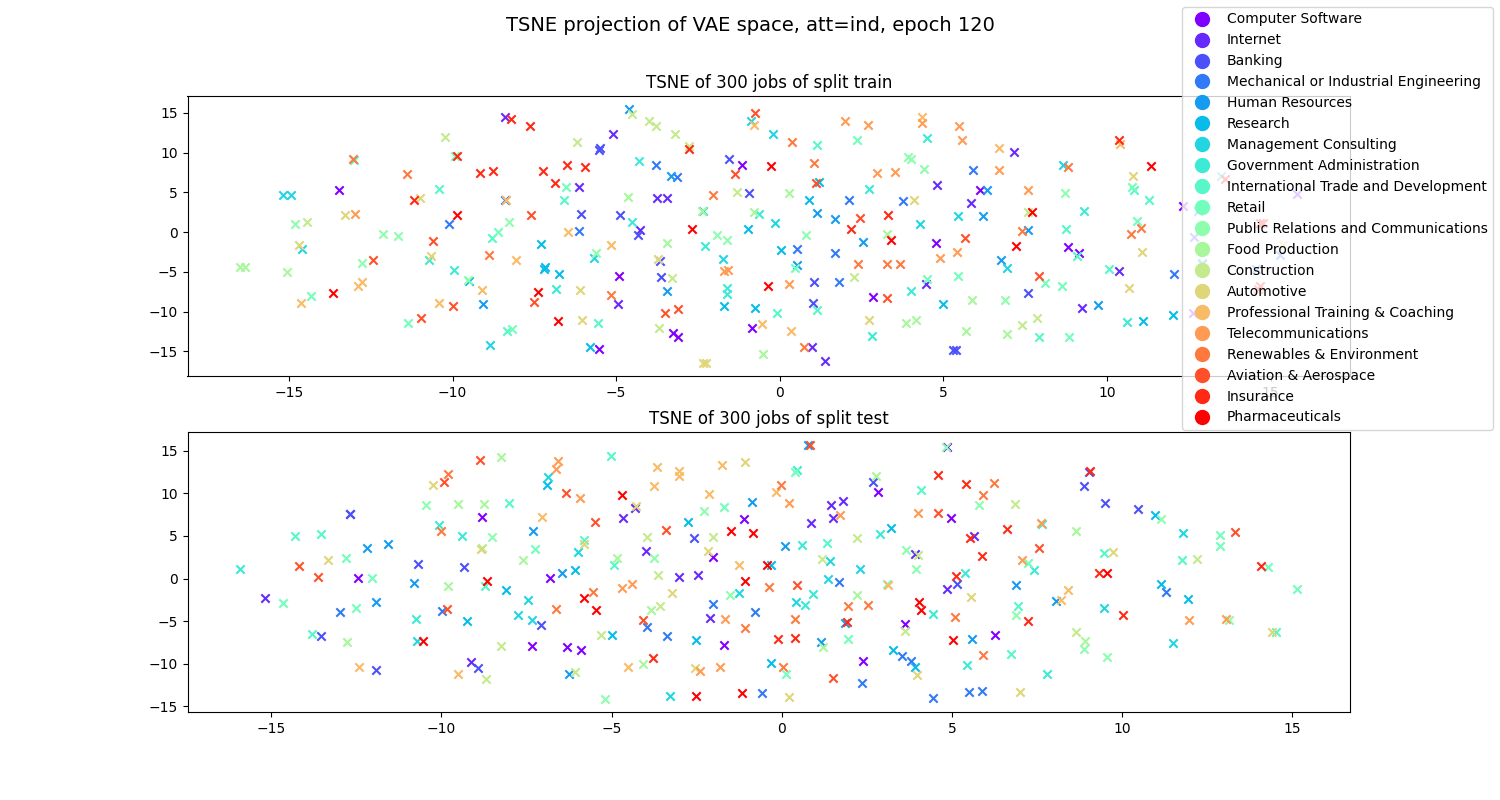 TSNE projection of VAE space, att=ind, epoch 120
TSNE of 300 jobs of split train
15
10
5
0
−5
−10
−15
−15
−10
−5
0
5
10
15
Computer Software
Internet
Banking
Mechanical or Industrial Engineering
Human Resources
Research
Management Consulting
Government Administration
International Trade and Development
Retail
Public Relations and Communications
Food Production
Construction
Automotive
Professional Training & Coaching
Telecommunications
Renewables & Environment
Aviation & Aerospace
Insurance
Pharmaceuticals
TSNE of 300 jobs of split test
15
10
5
0
−5
−10
−15
−15
−10
−5
0
5
10
15